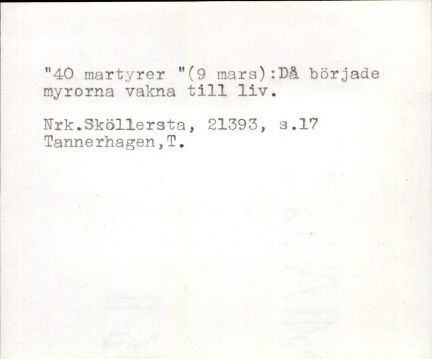 "40 martyrer "(9 mars):Då började
myrorna vakna till liv.
Nrk.Sköllersta, 21393, s.17
Tannerhagen,T.